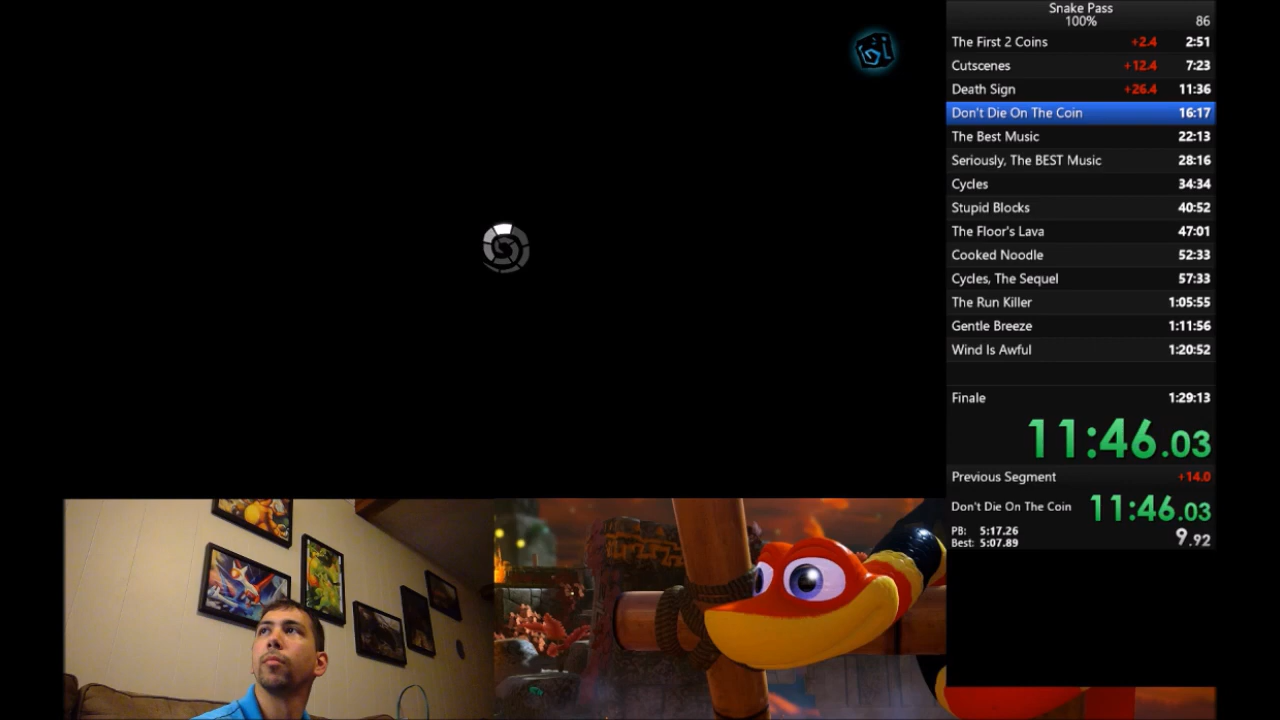 Snake Pass
100% 86
The First 2 Coins +2.4 2:51
Cutscenes +12.4 7:23
Death Sign +26.4 11:36
Don't Die On The Coin 16:17
The Best Music 22:13
Seriously, The BEST Music 28:16
Cycles 34:34
Stupid Blocks 40:52
The Floor's Lava 47:01
Cooked Noodle 52:33
Cycles, The Sequel 57:33
The Run Killer 1:05:55
Gentle Breeze 1:11:56
Wind Is Awful 1:20:52
Finale 1:29:13
11:46.03
Previous Segment +14.0
Don't Die On The Coin 11:46.03
PB: 5:17.26
Best: 5:07.89 9.92